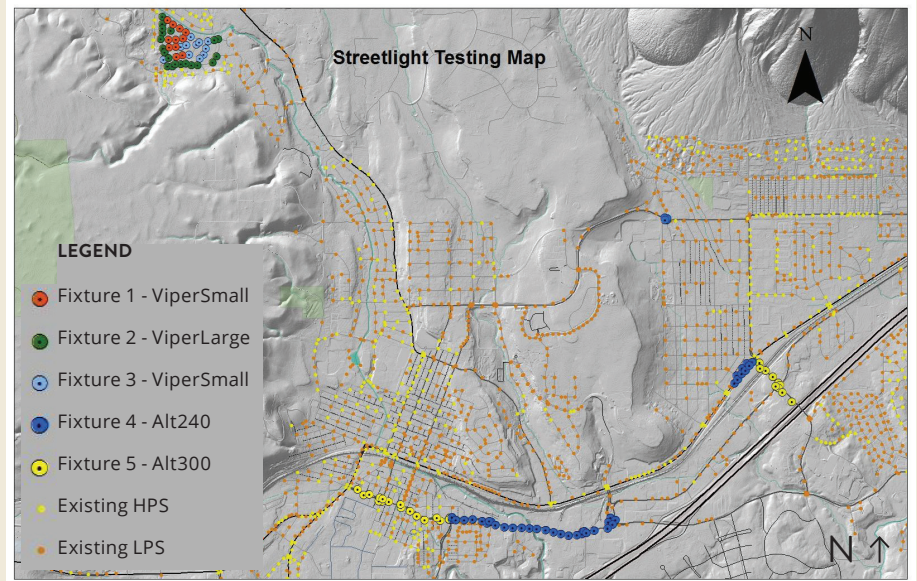 Streetlight Testing Map
N
LEGEND
Fixture 1 - ViperSmall
Fixture 2 - ViperLarge
Fixture 3 - ViperSmall
Fixture 4 - Alt240
Fixture 5 - Alt300
Existing HPS
Existing LPS
N